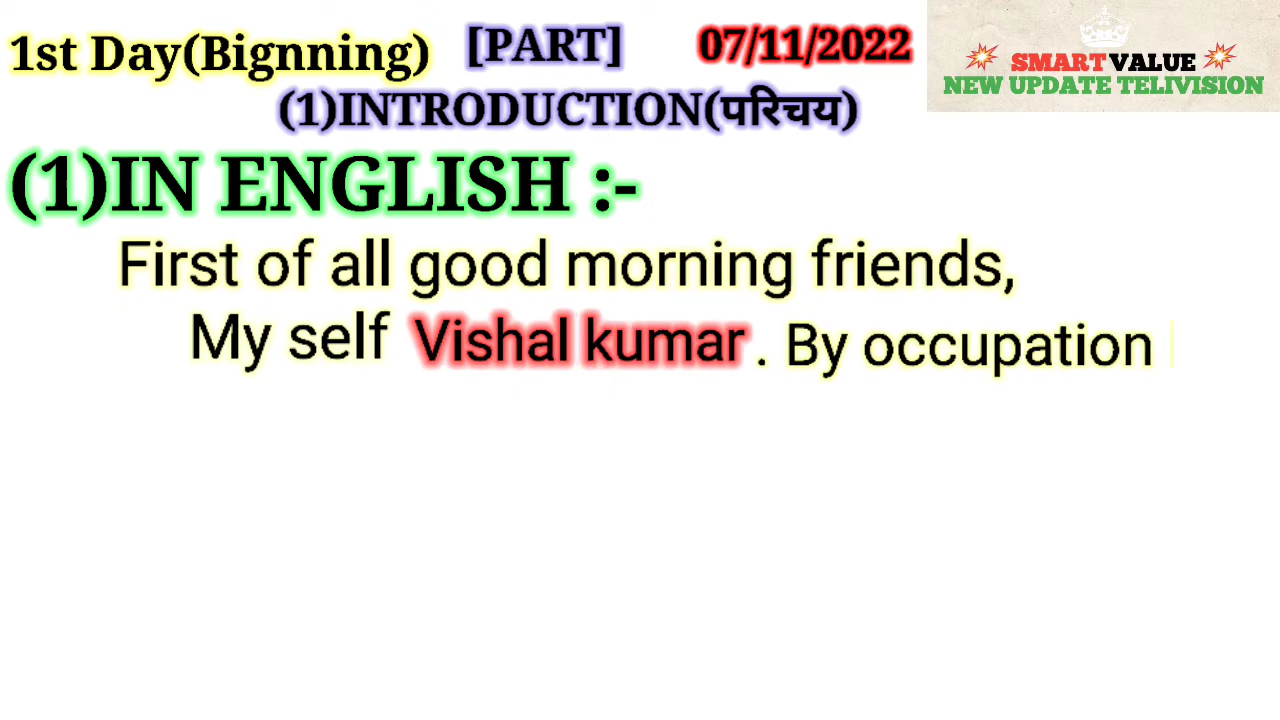 1st Day(Bignning) [PART] 07/11/2022
SMART VALUE
NEW UPDATE TELIVISION
(1)INTRODUCTION(परिचय)
(1)IN ENGLISH :-
First of all good morning friends,
My self Vishal kumar . By occupation